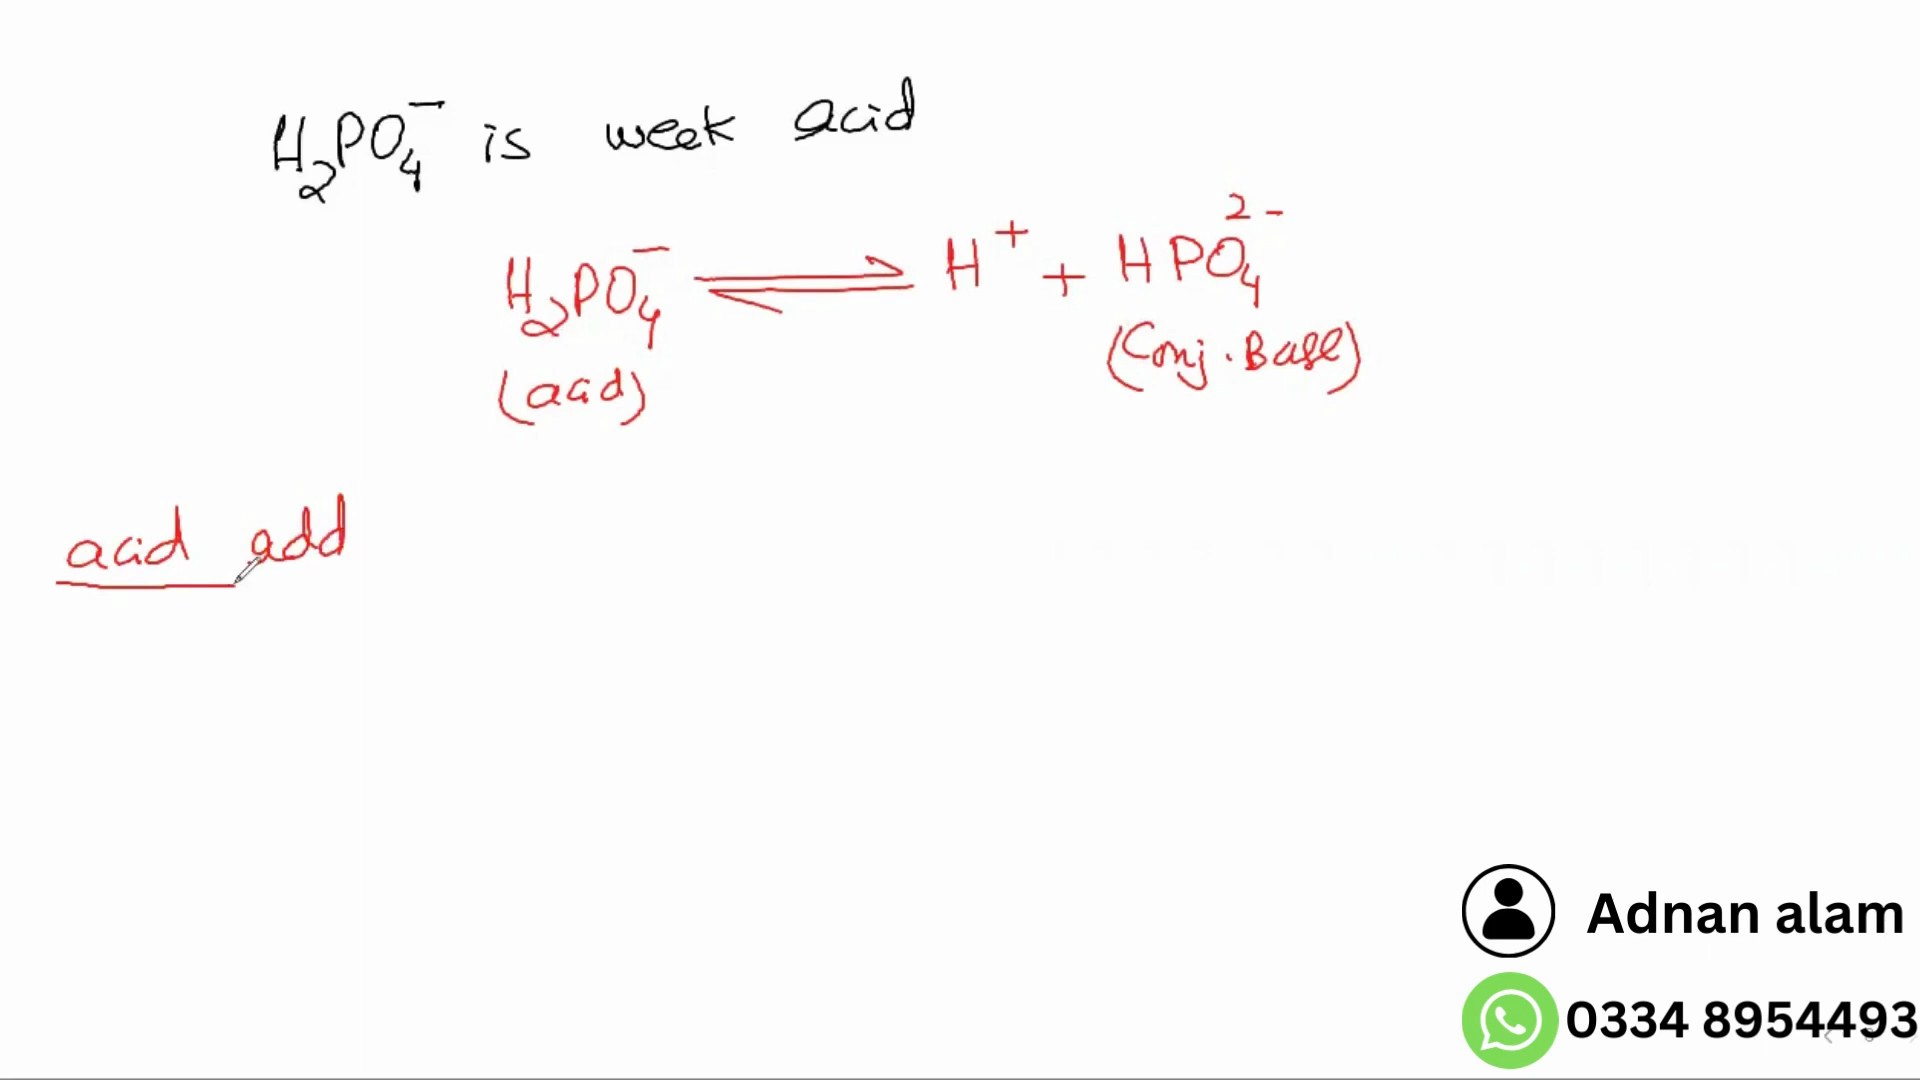 H₂PO₄⁻ is week acid
H₂PO₄⁻ ⇌ H⁺ + HPO₄²⁻
(acid) (Conj. Base)
acid add
Adnan alam
0334 8954493